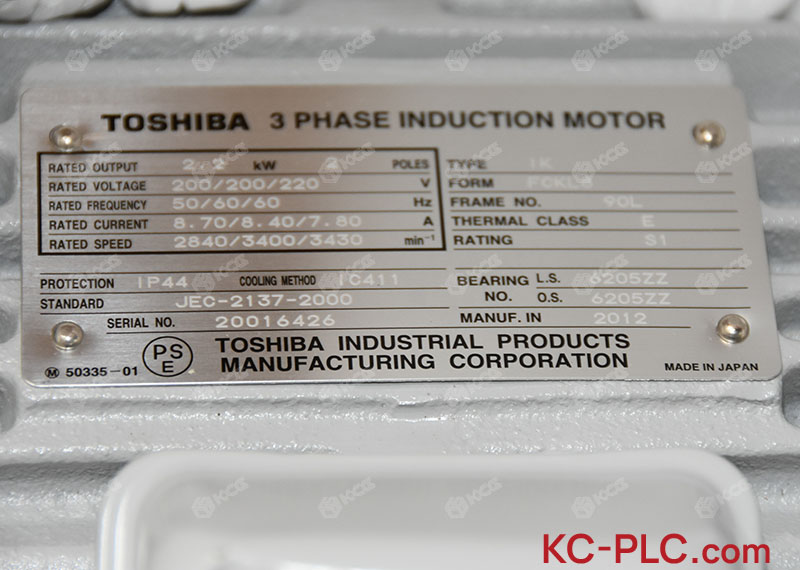 TOSHIBA 3 PHASE INDUCTION MOTOR
RATED OUTPUT 2.2 kW 2 POLES
RATED VOLTAGE 200/200/220 V
RATED FREQUENCY 50/60/60 Hz
RATED CURRENT 8.70/8.40/7.80 A
RATED SPEED 2840/3400/3430 min⁻¹
TYPE IK
FORM
FRAME NO. 90L
THERMAL CLASS E
RATING S1
PROTECTION IP44 COOLING METHOD IC411
STANDARD JEC-2137-2000
SERIAL NO. 20016426
BEARING L.S. 6205ZZ
NO. O.S. 6205ZZ
MANUF. IN 2012
PS
E
TOSHIBA INDUSTRIAL PRODUCTS
MANUFACTURING CORPORATION
Ⓜ 50335-01
MADE IN JAPAN
KC-PLC.com